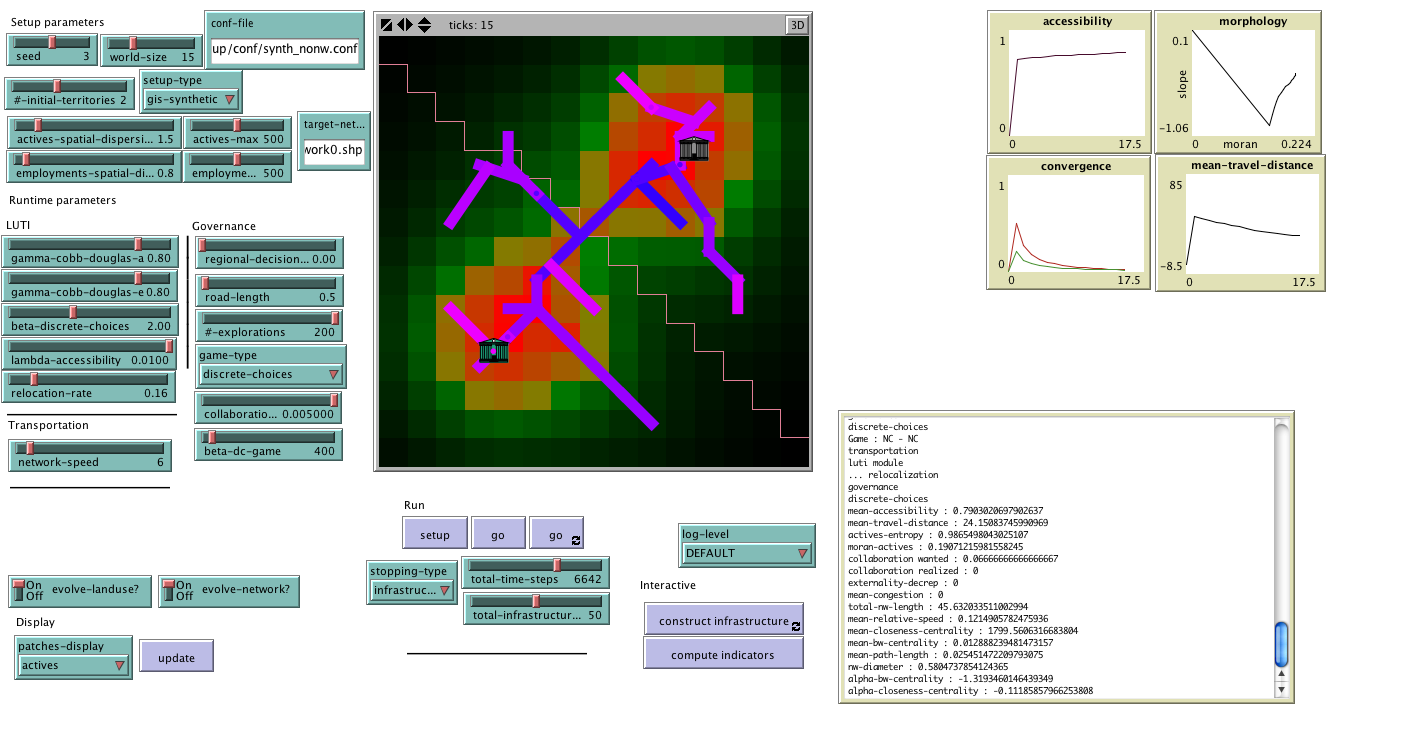 Setup parameters
seed 3
world-size 15
conf-file
up/conf/synth_nonw.conf
#-initial-territories 2
setup-type
gis-synthetic
actives-spatial-dispersi... 1.5
actives-max 500
target-net...
work0.shp
employments-spatial-di... 0.8
employme... 500
Runtime parameters
LUTI
gamma-cobb-douglas-a 0.80
gamma-cobb-douglas-e 0.80
beta-discrete-choices 2.00
lambda-accessibility 0.0100
relocation-rate 0.16
Governance
regional-decision... 0.00
road-length 0.5
#-explorations 200
game-type
discrete-choices
collaboratio... 0.005000
beta-dc-game 400
Transportation
network-speed 6
On
Off
evolve-landuse?
On
Off
evolve-network?
Display
patches-display
actives
update
ticks: 15
3D
Run
setup
go
go
stopping-type
infrastruc...
total-time-steps 6642
total-infrastructur... 50
log-level
DEFAULT
Interactive
construct infrastructure
compute indicators
accessibility
1
0
0
17.5
morphology
0.1
slope
-1.06
0
moran
0.224
convergence
1
0
0
17.5
mean-travel-distance
85
-8.5
0
17.5
discrete-choices
Game : NC - NC
transportation
luti module
... relocalization
governance
discrete-choices
mean-accessibility : 0.7903020697902637
mean-travel-distance : 24.15083745990969
actives-entropy : 0.9865498043025107
moran-actives : 0.19071215981558245
collaboration wanted : 0.06666666666666667
collaboration realized : 0
externality-decrep : 0
mean-congestion : 0
total-nw-length : 45.632033511002994
mean-relative-speed : 0.1214905782475936
mean-closeness-centrality : 1799.5606316683804
mean-bw-centrality : 0.012888239481473157
mean-path-length : 0.025451472209793075
nw-diameter : 0.5804737854124365
alpha-bw-centrality : -1.3193460146439349
alpha-closeness-centrality : -0.11185857966253808